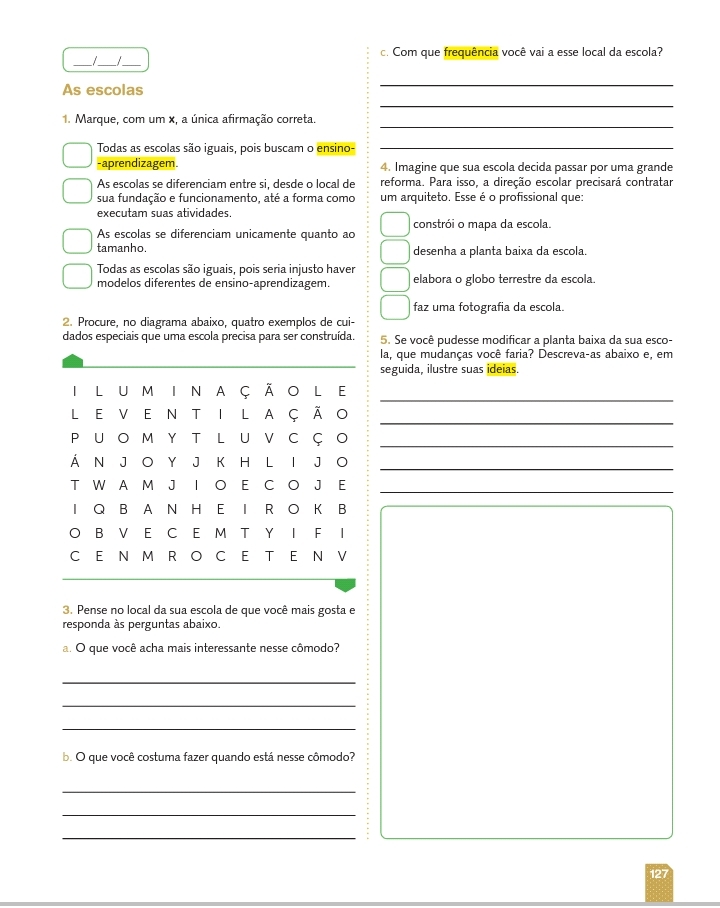 ___/___/___
As escolas
1. Marque, com um x, a única afirmação correta.
Todas as escolas são iguais, pois buscam o ensino-
-aprendizagem.
As escolas se diferenciam entre si, desde o local de
sua fundação e funcionamento, até a forma como
executam suas atividades.
As escolas se diferenciam unicamente quanto ao
tamanho.
Todas as escolas são iguais, pois seria injusto haver
modelos diferentes de ensino-aprendizagem.
2. Procure, no diagrama abaixo, quatro exemplos de cui-
dados especiais que uma escola precisa para ser construída.
I L U M I N A Ç Ã O L E
L E V E N T I L A Ç Ã O
P U O M Y T L U V C Ç O
Á N J O Y J K H L I J O
T W A M J I O E C O J E
I Q B A N H E I R O K B
O B V E C E M T Y I F I
C E N M R O C E T E N V
3. Pense no local da sua escola de que você mais gosta e
responda às perguntas abaixo.
a. O que você acha mais interessante nesse cômodo?
b. O que você costuma fazer quando está nesse cômodo?
c. Com que frequência você vai a esse local da escola?
4. Imagine que sua escola decida passar por uma grande
reforma. Para isso, a direção escolar precisará contratar
um arquiteto. Esse é o profissional que:
constrói o mapa da escola.
desenha a planta baixa da escola.
elabora o globo terrestre da escola.
faz uma fotografia da escola.
5. Se você pudesse modificar a planta baixa da sua esco-
la, que mudanças você faria? Descreva-as abaixo e, em
seguida, ilustre suas ideias.
127